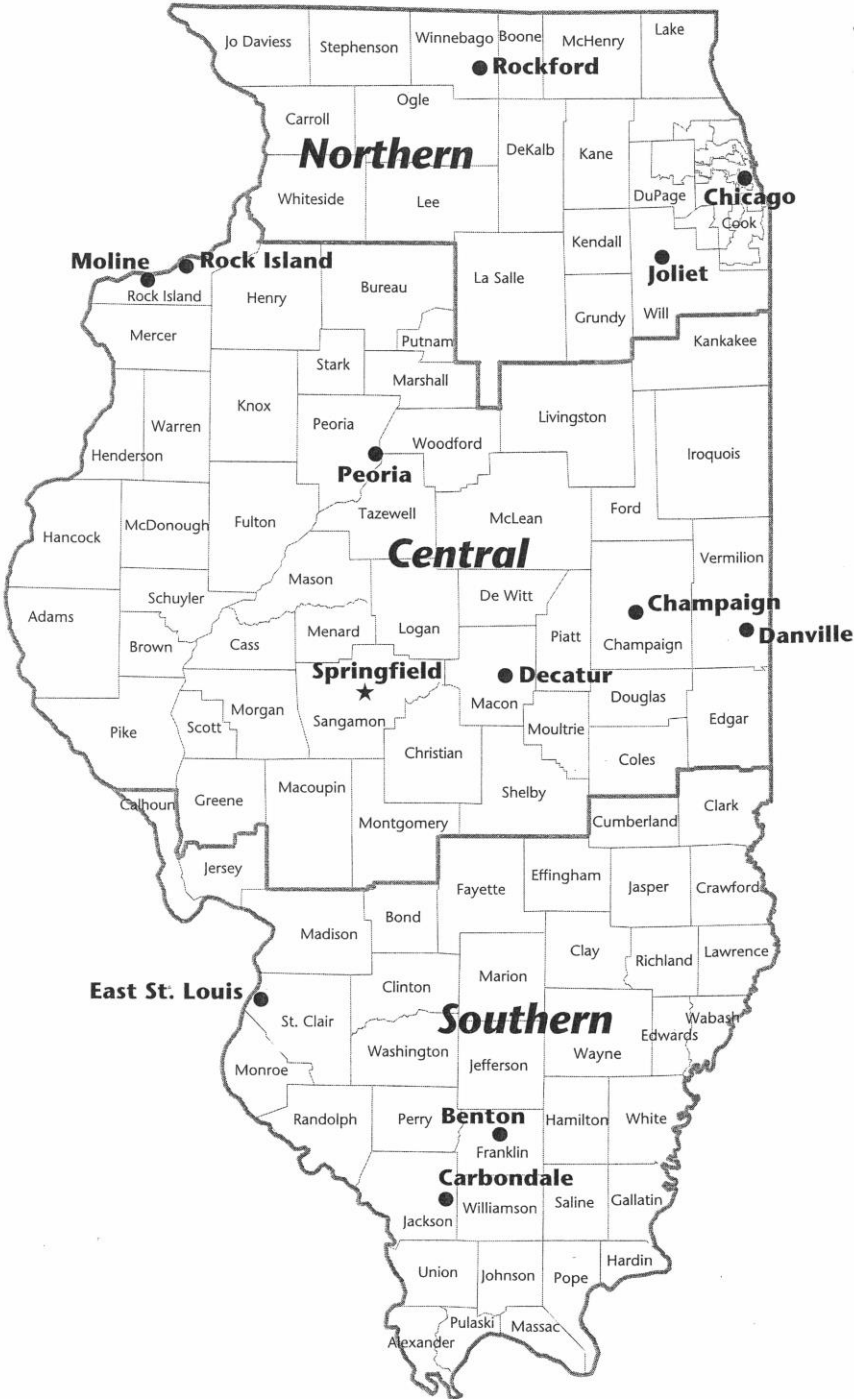 Jo Daviess
Stephenson
Winnebago
Boone
McHenry
Lake
Rockford
Carroll
Ogle
Northern
DeKalb
Kane
DuPage
Chicago
Cook
Whiteside
Lee
Kendall
Joliet
Moline
Rock Island
Rock Island
Henry
Bureau
La Salle
Grundy
Will
Mercer
Putnam
Kankakee
Stark
Marshall
Knox
Warren
Henderson
Peoria
Woodford
Livingston
Iroquois
Peoria
Hancock
McDonough
Fulton
Tazewell
McLean
Ford
Central
Vermilion
Mason
Adams
Schuyler
De Witt
Champaign
Brown
Cass
Menard
Logan
Piatt
Champaign
Danville
Springfield
Decatur
Macon
Pike
Scott
Morgan
Sangamon
Christian
Moultrie
Douglas
Edgar
Coles
Calhoun
Greene
Macoupin
Montgomery
Shelby
Cumberland
Clark
Jersey
Fayette
Effingham
Jasper
Crawford
Madison
Bond
Clay
Richland
Lawrence
East St. Louis
Clinton
Marion
St. Clair
Southern
Wabash
Edwards
Washington
Wayne
Monroe
Jefferson
Randolph
Perry
Benton
Hamilton
White
Franklin
Carbondale
Jackson
Williamson
Saline
Gallatin
Union
Johnson
Pope
Hardin
Pulaski
Massac
Alexander